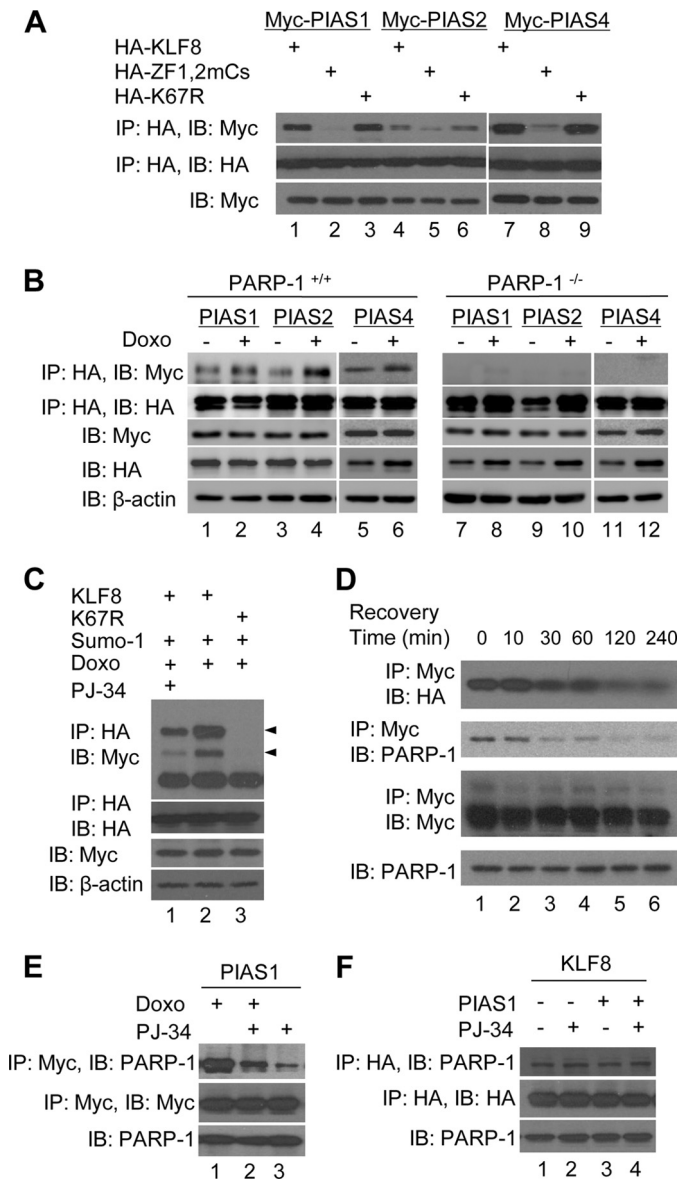 A
Myc-PIAS1 Myc-PIAS2 Myc-PIAS4
HA-KLF8 + + +
HA-ZF1,2mCs + + +
HA-K67R + + +
IP: HA, IB: Myc
IP: HA, IB: HA
IB: Myc
1 2 3 4 5 6 7 8 9
B
PARP-1 +/+ PARP-1 -/-
PIAS1 PIAS2 PIAS4 PIAS1 PIAS2 PIAS4
Doxo - + - + - + - + - + - +
IP: HA, IB: Myc
IP: HA, IB: HA
IB: Myc
IB: HA
IB: β-actin
1 2 3 4 5 6 7 8 9 10 11 12
C
KLF8 + +
K67R +
Sumo-1 + + +
Doxo + + +
PJ-34 +
IP: HA
IB: Myc
IP: HA
IB: HA
IB: Myc
IB: β-actin
1 2 3
D
Recovery
Time (min) 0 10 30 60 120 240
IP: Myc
IB: HA
IP: Myc
IB: PARP-1
IP: Myc
IB: Myc
IB: PARP-1
1 2 3 4 5 6
E
PIAS1
Doxo + +
PJ-34 + +
IP: Myc, IB: PARP-1
IP: Myc, IB: Myc
IB: PARP-1
1 2 3
F
KLF8
PIAS1 - - + +
PJ-34 - + - +
IP: HA, IB: PARP-1
IP: HA, IB: HA
IB: PARP-1
1 2 3 4